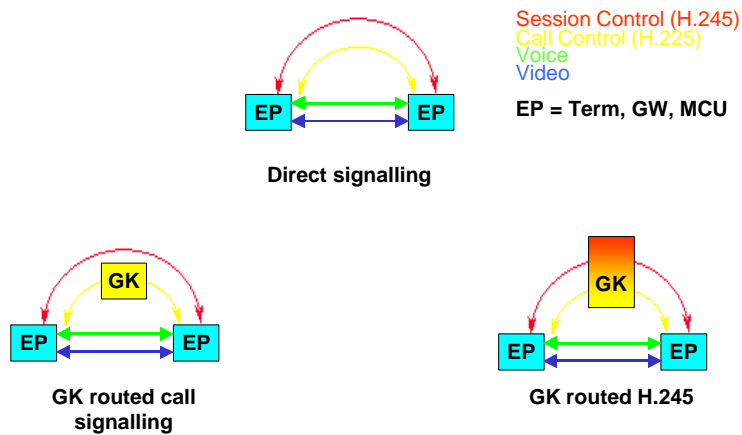 Session Control (H.245)
Call Control (H.225)
Voice
Video
EP = Term, GW, MCU
EP EP
Direct signalling
GK
EP EP
GK routed call
signalling
GK
EP EP
GK routed H.245